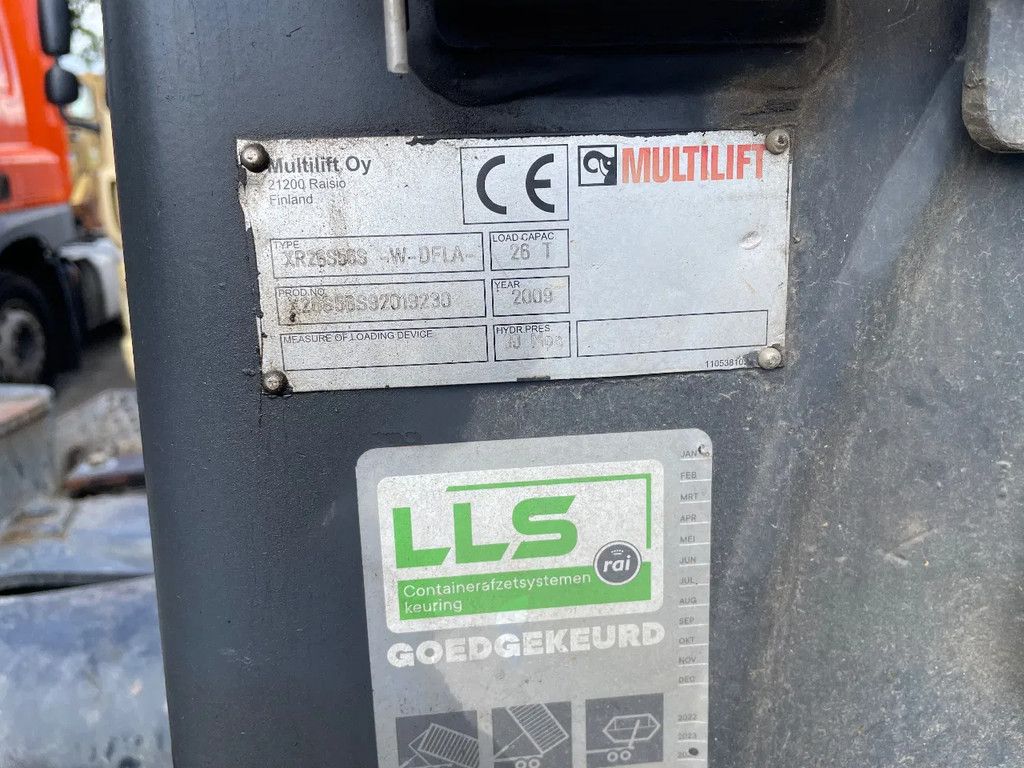 Multilift Oy
21200 Raisio
Finland
CE
MULTILIFT
TYPE
XR26S56S -W-DFLA-
LOAD CAPAC
26 T
PROD.NO.
YEAR
2009
MEASURE OF LOADING DEVICE
HYDR.PRES
LLS
rai
Containerafzetsystemen
keuring
GOEDGEKEURD
JAN
FEB
MRT
APR
MEI
JUN
JUL
AUG
SEP
OKT
NOV
DEC
2022
2023